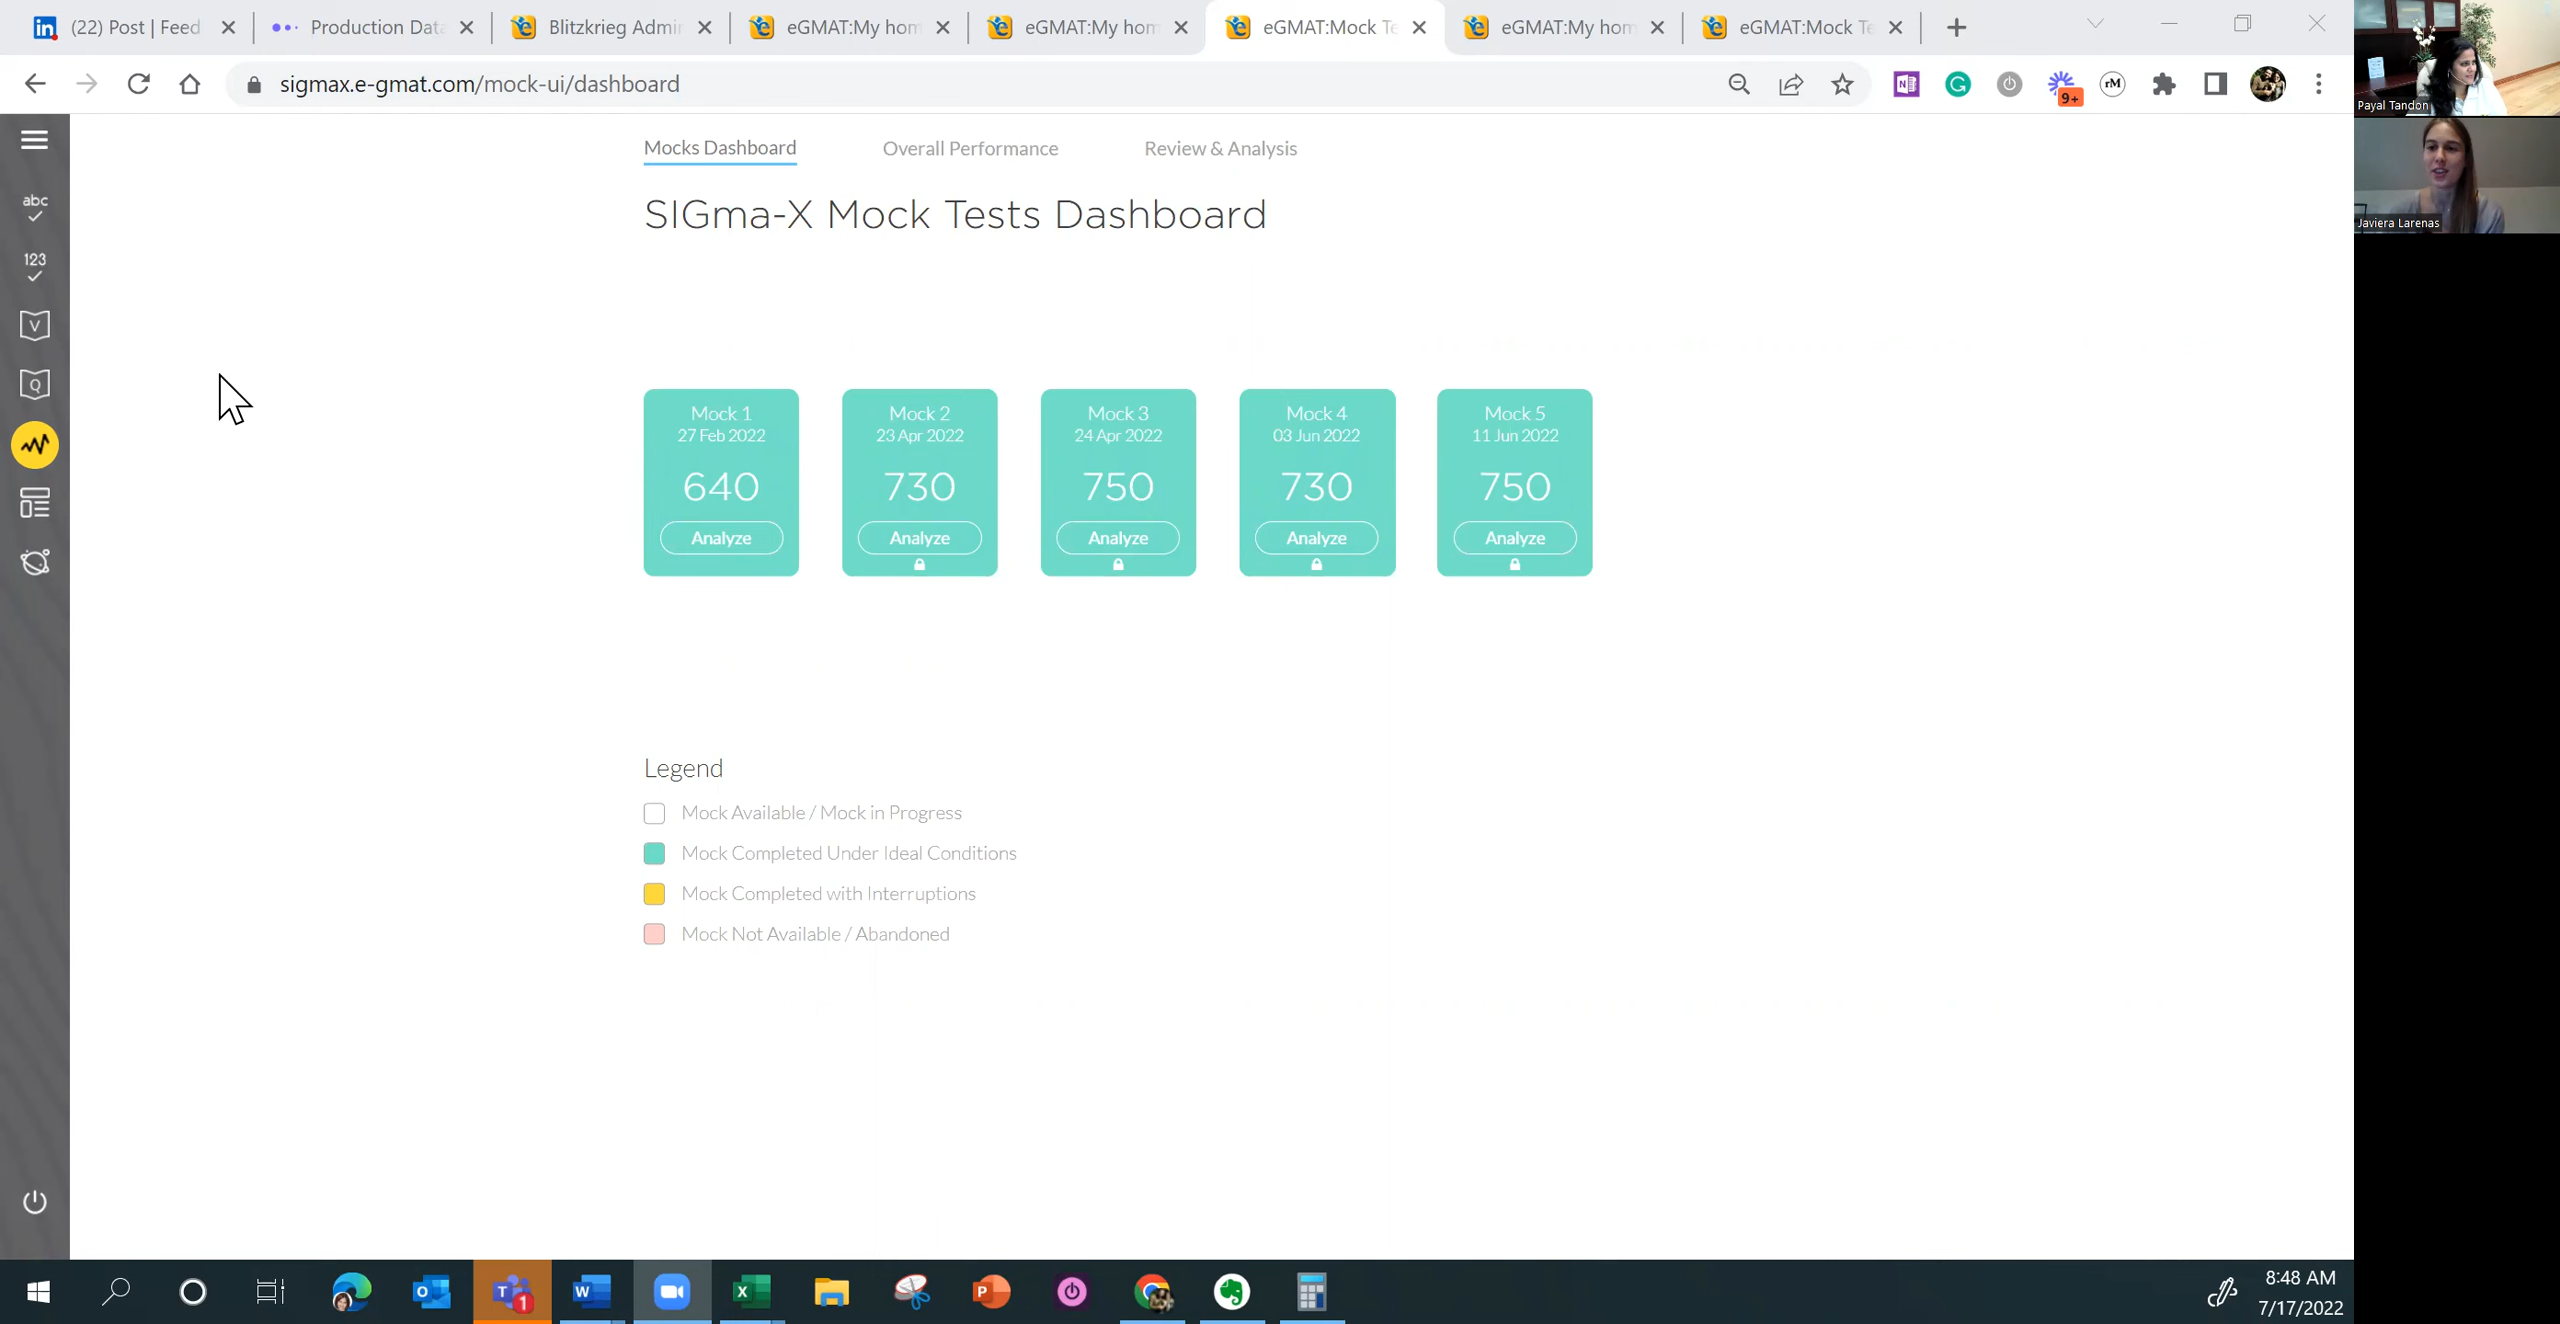 (22) Post | Feed
Production Data
Blitzkrieg Admin
eGMAT:My hom
eGMAT:My hom
eGMAT:Mock Te
eGMAT:My hom
eGMAT:Mock Te
sigmax.e-gmat.com/mock-ui/dashboard
9+
rM
Payal Tandon
Javiera Larenas
abc
123
V
Q
Mocks Dashboard
Overall Performance
Review & Analysis
SIGma-X Mock Tests Dashboard
Mock 1
27 Feb 2022
640
Analyze
Mock 2
23 Apr 2022
730
Analyze
Mock 3
24 Apr 2022
750
Analyze
Mock 4
03 Jun 2022
730
Analyze
Mock 5
11 Jun 2022
750
Analyze
Legend
Mock Available / Mock in Progress
Mock Completed Under Ideal Conditions
Mock Completed with Interruptions
Mock Not Available / Abandoned
8:48 AM
7/17/2022